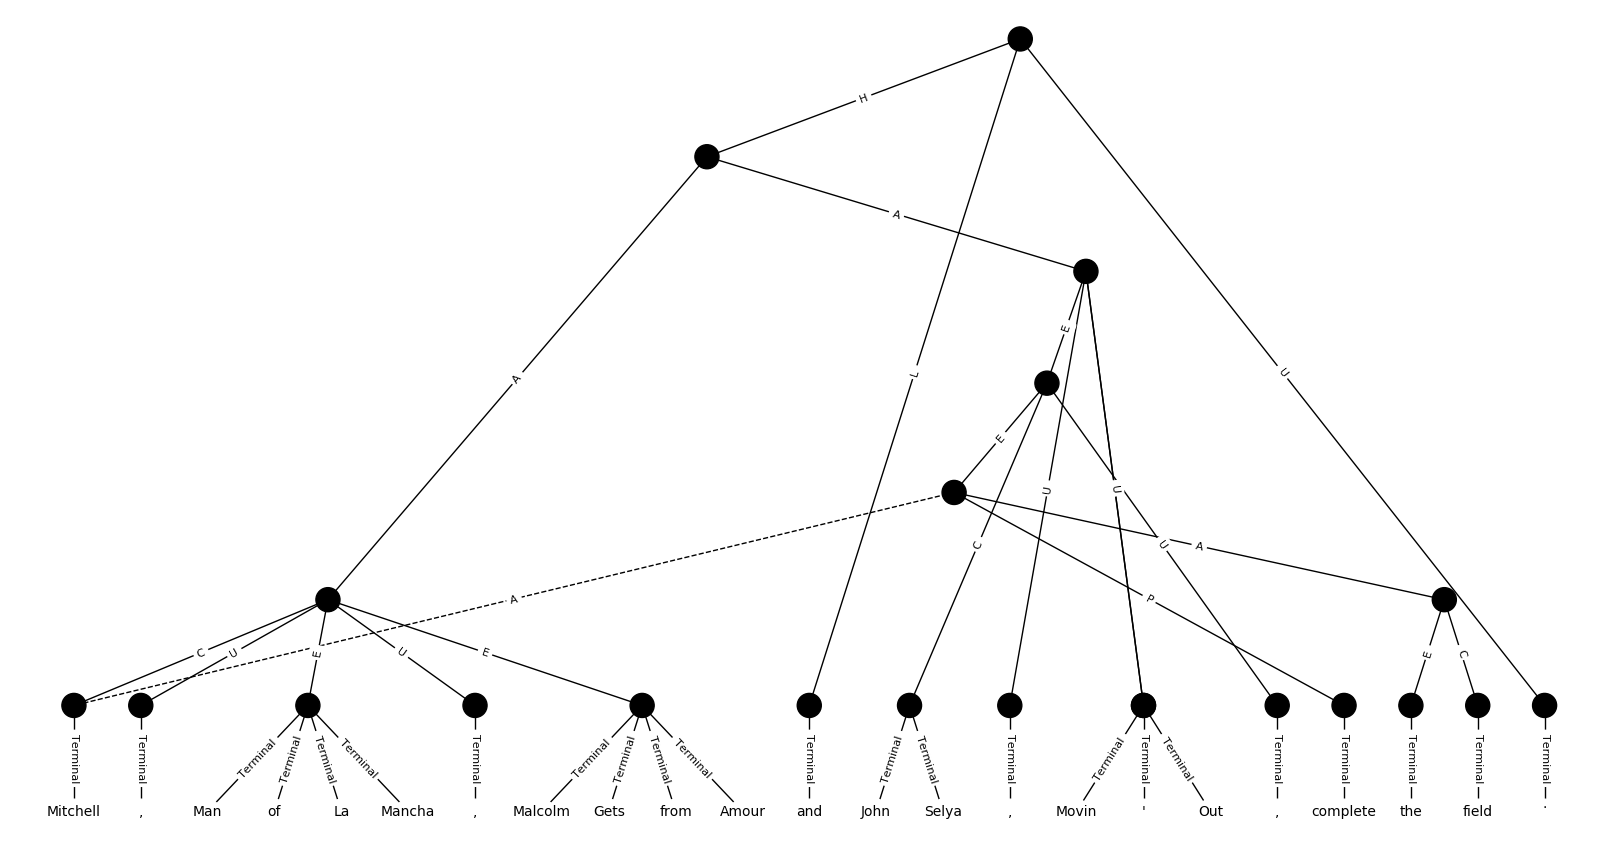 H
A
A
E
L
U
E
U
U
C
U
A
A
P
C
U
E
U
E
E
C
Terminal Terminal Terminal Terminal Terminal Terminal Terminal Terminal Terminal Terminal Terminal Terminal Terminal Terminal Terminal Terminal Terminal Terminal Terminal Terminal Terminal Terminal Terminal
Mitchell , Man of La Mancha , Malcolm Gets from Amour and John Selya , Movin ' Out , complete the field .